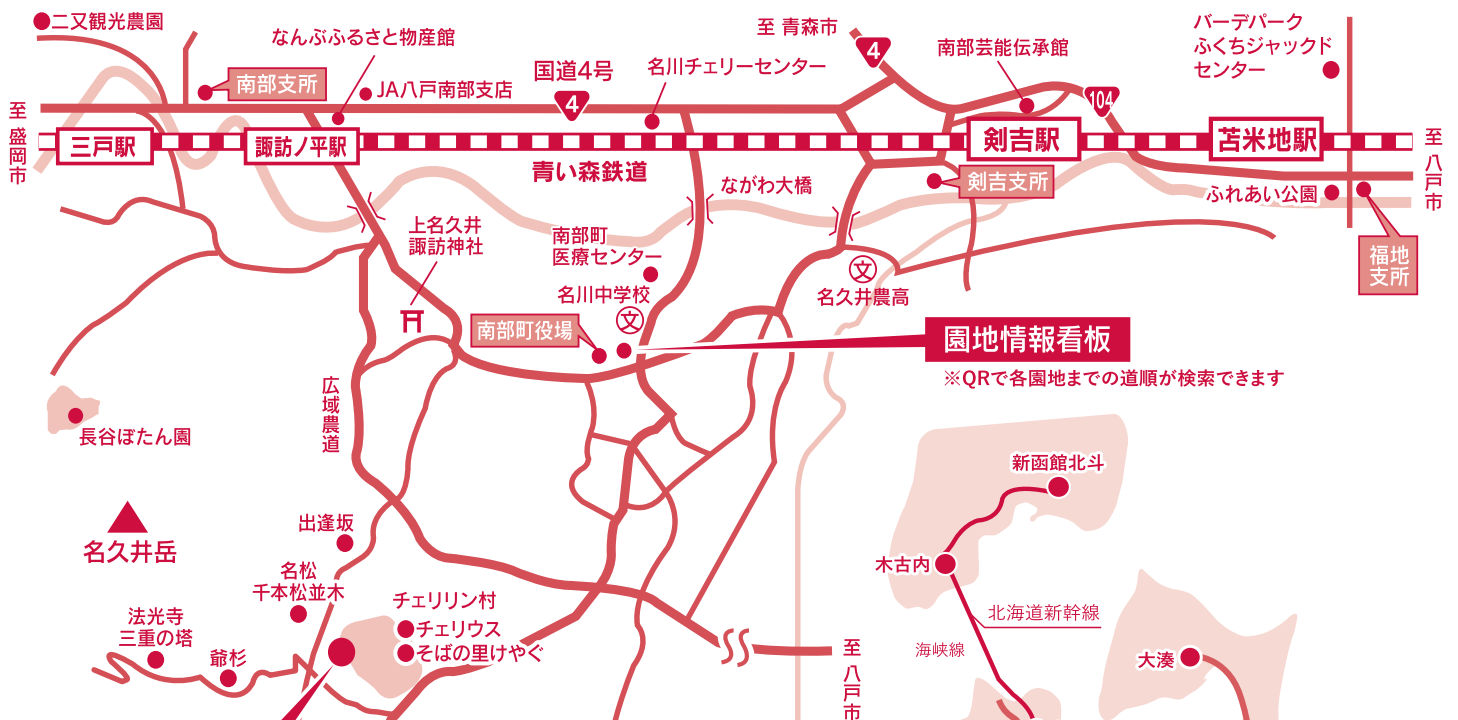 二又観光農園
なんぶふるさと物産館
至 青森市
4
南部芸能伝承館
バーデパーク
ふくちジャックド
センター
南部支所
JA八戸南部支店
国道4号
4
名川チェリーセンター
104
至 盛岡市
三戸駅
諏訪ノ平駅
剣吉駅
苫米地駅
至 八戸市
青い森鉄道
ながわ大橋
剣吉支所
ふれあい公園
上名久井
諏訪神社
南部町
医療センター
福地
支所
文
名久井農高
名川中学校
文
南部町役場
園地情報看板
※QRで各園地までの道順が検索できます
広域農道
長谷ぼたん園
新函館北斗
出逢坂
名久井岳
木古内
名松
千本松並木
チェリリン村
チェリウス
そばの里けやぐ
法光寺
三重の塔
爺杉
北海道新幹線
海峡線
大湊
至 八戸市